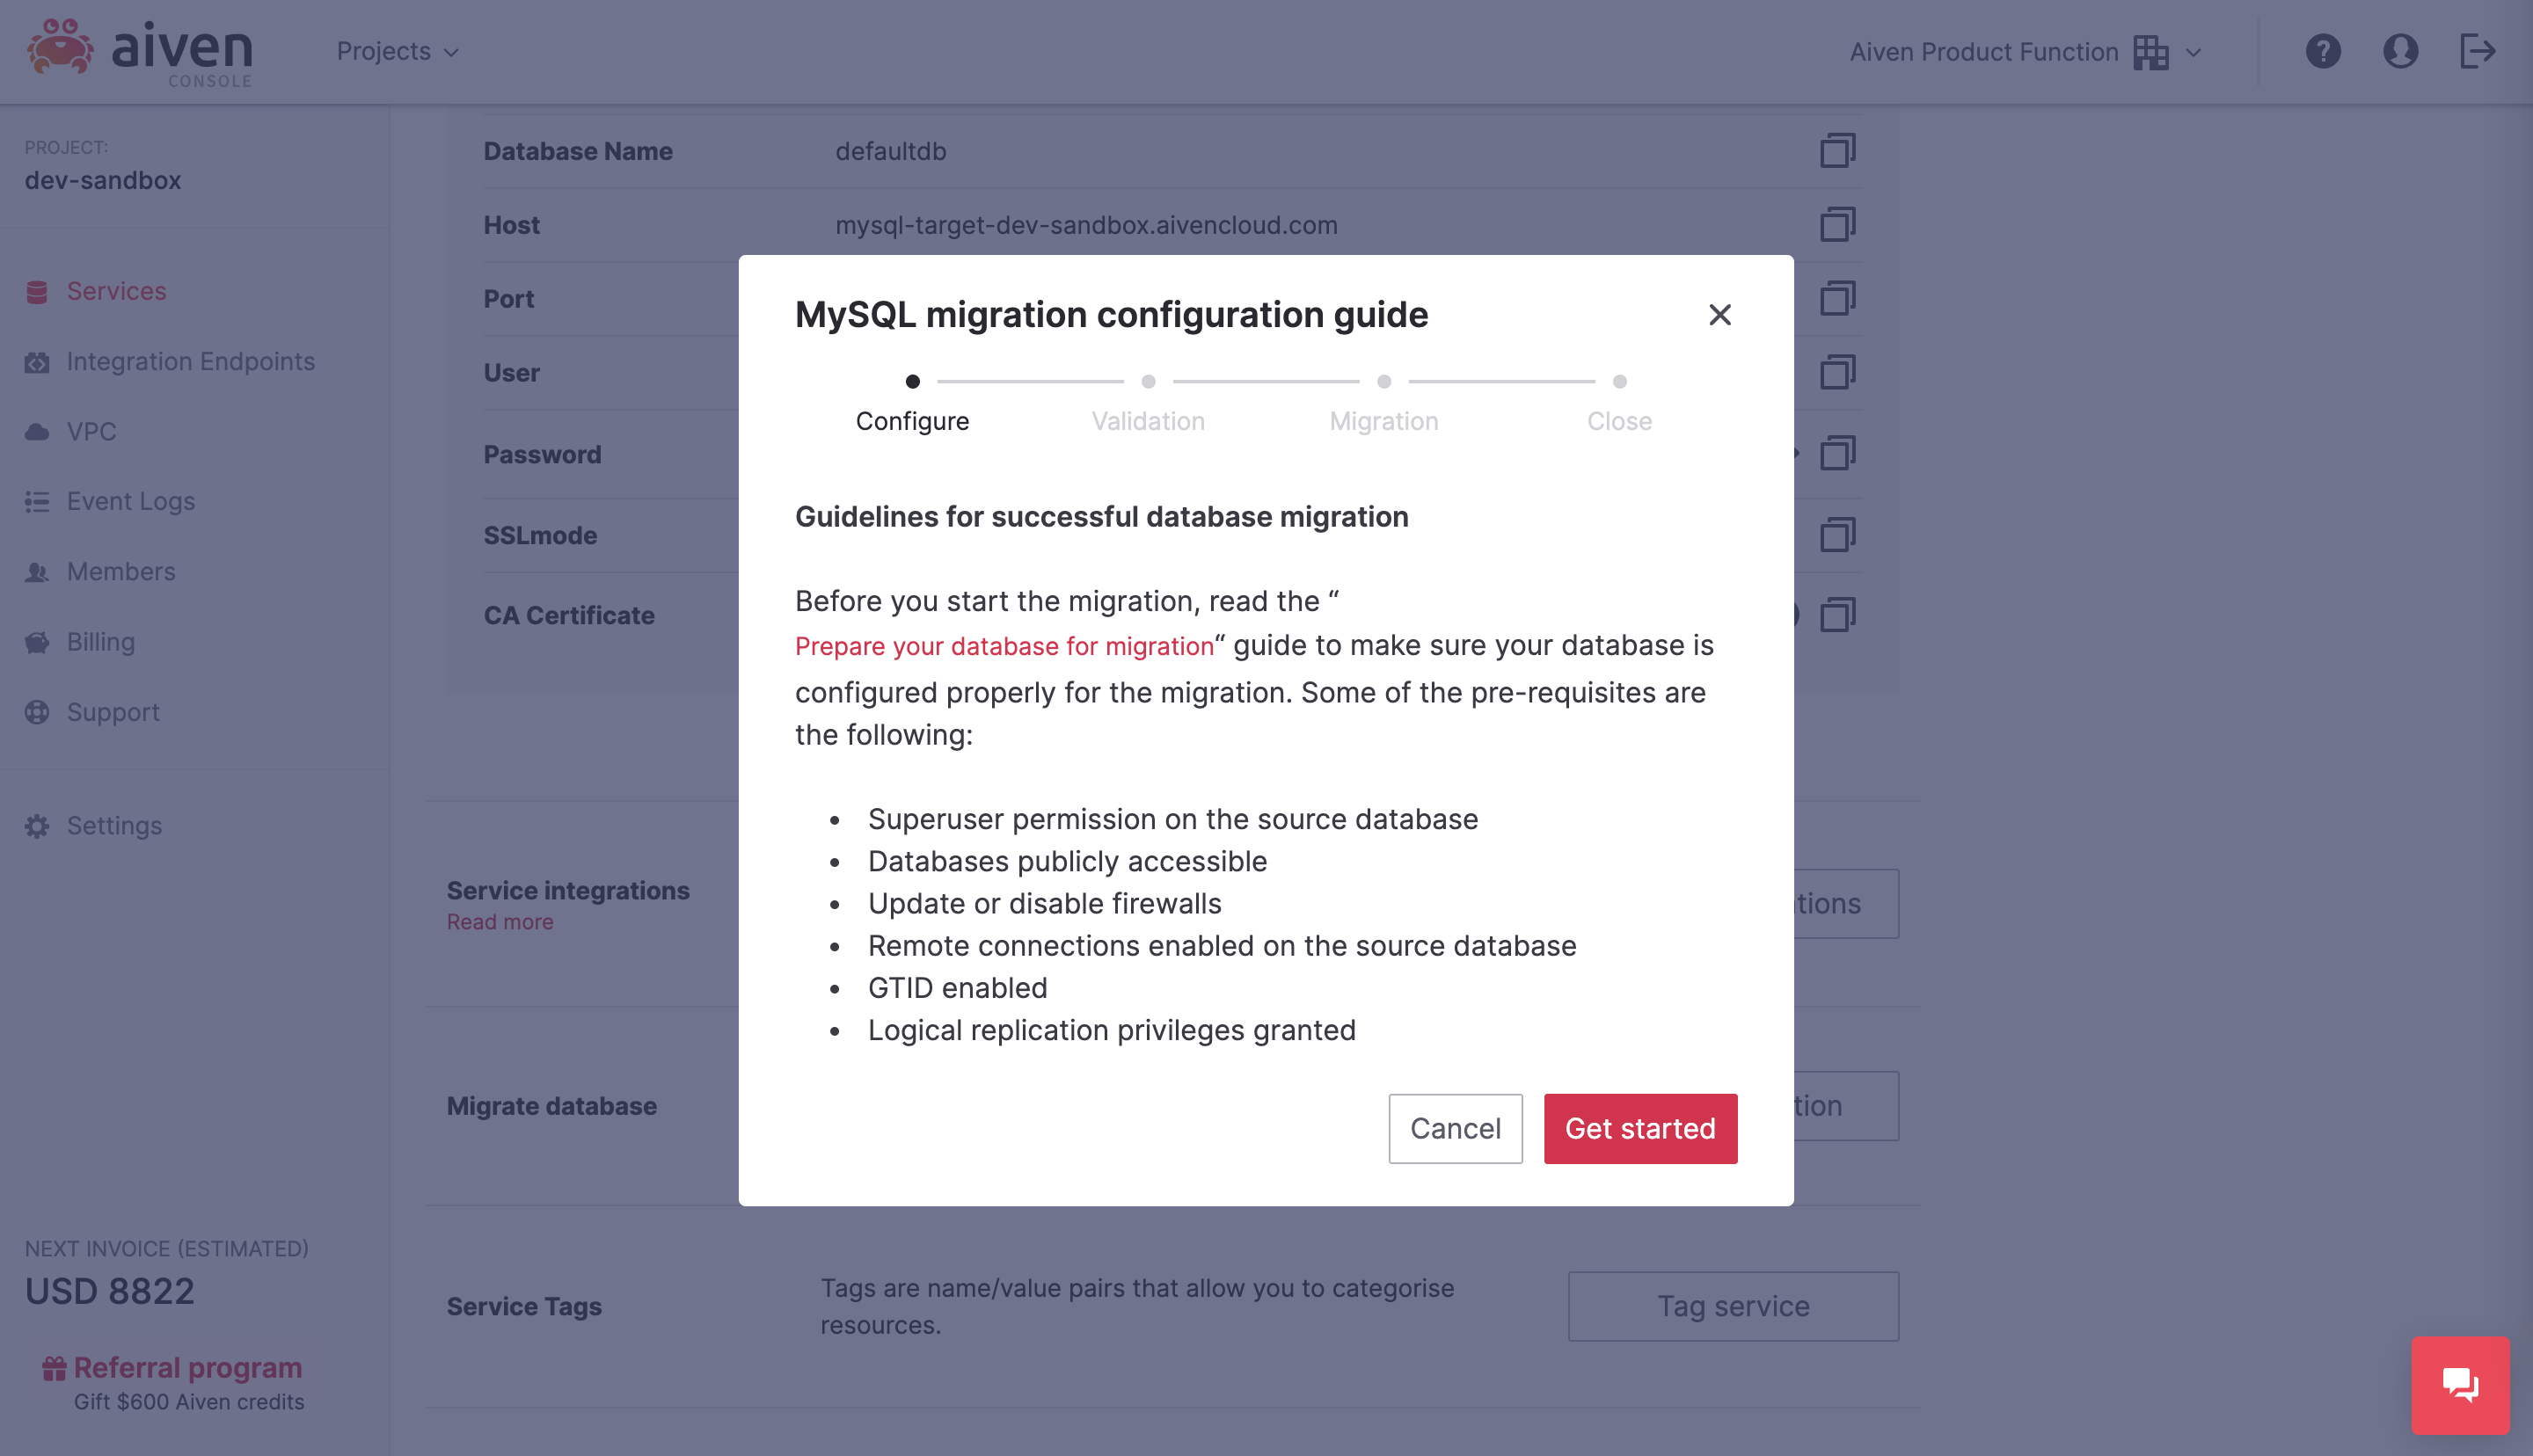 aiven
CONSOLE
Projects
Aiven Product Function
PROJECT:
dev-sandbox
Services
Integration Endpoints
VPC
Event Logs
Members
Billing
Support
Settings
NEXT INVOICE (ESTIMATED)
USD 8822
Referral program
Gift $600 Aiven credits
Database Name defaultdb
Host mysql-target-dev-sandbox.aivencloud.com
Port
User
Password
SSLmode
CA Certificate
Service integrations
Read more
Migrate database
Service Tags
Tags are name/value pairs that allow you to categorise
resources.
Tag service
MySQL migration configuration guide
Configure Validation Migration Close
Guidelines for successful database migration
Before you start the migration, read the “
Prepare your database for migration“ guide to make sure your database is
configured properly for the migration. Some of the pre-requisites are
the following:
• Superuser permission on the source database
• Databases publicly accessible
• Update or disable firewalls
• Remote connections enabled on the source database
• GTID enabled
• Logical replication privileges granted
Cancel Get started